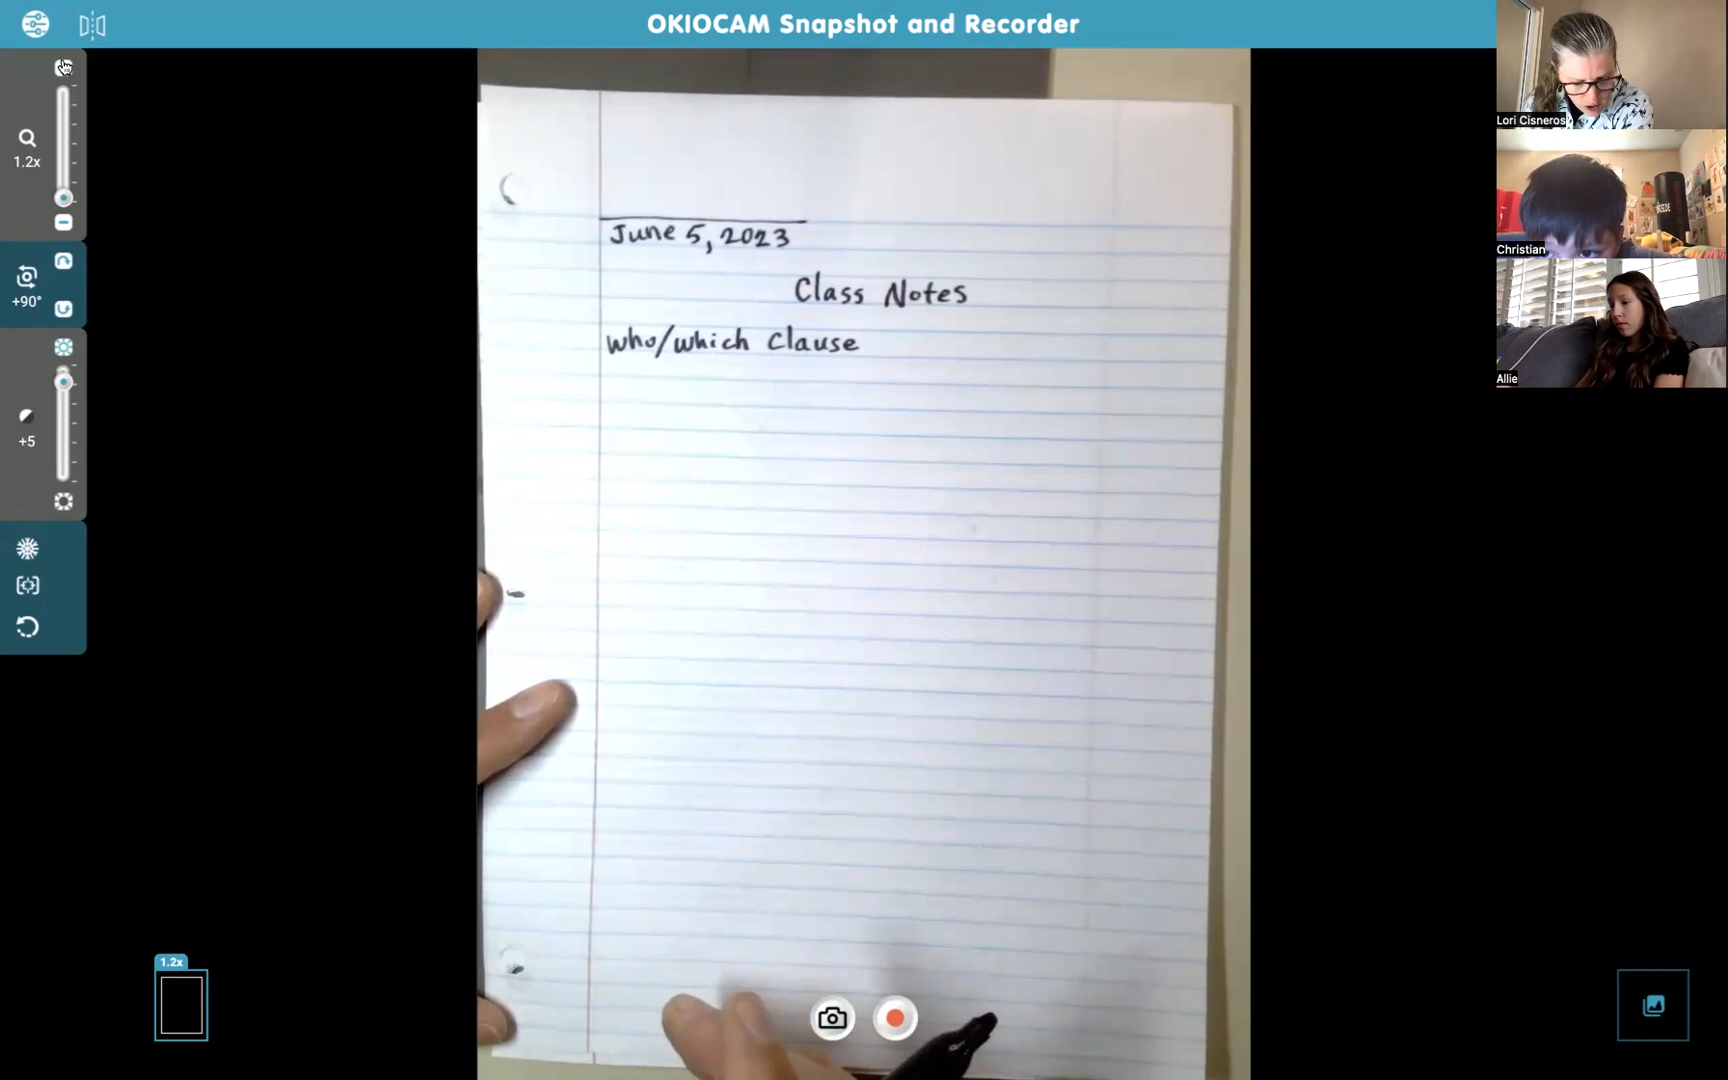 OKIOCAM Snapshot and Recorder
1.2x
+90°
+5
1.2x
June 5, 2023
Class Notes
who/which Clause
Lori Cisneros
Christian
Allie